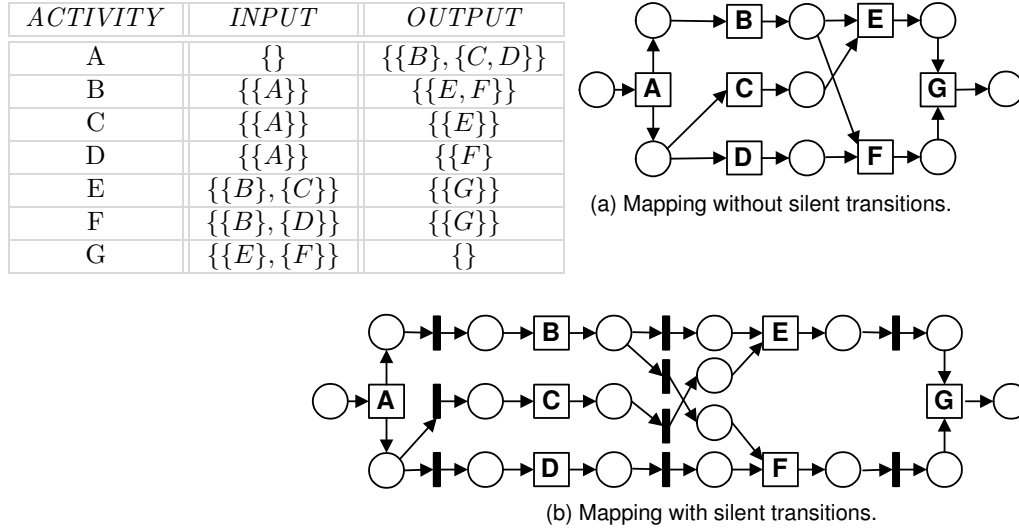 ACTIVITY INPUT OUTPUT
A {} {{B}, {C, D}}
B {{A}} {{E, F}}
C {{A}} {{E}}
D {{A}} {{F}
E {{B}, {C}} {{G}}
F {{B}, {D}} {{G}}
G {{E}, {F}} {}
B E
A C G
D F
(a) Mapping without silent transitions.
B E
A C G
D F
(b) Mapping with silent transitions.